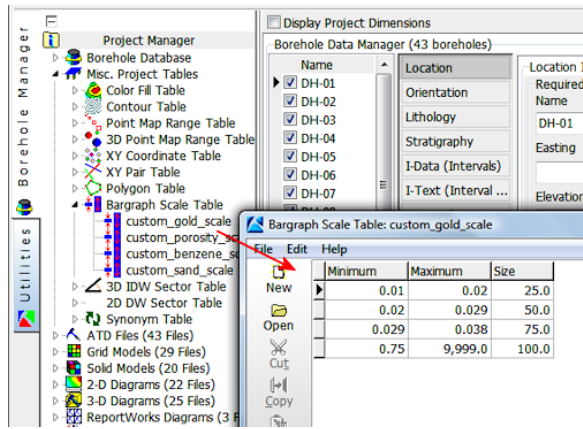 Borehole Manager
Utilities
Project Manager
Borehole Database
Misc. Project Tables
Color Fill Table
Contour Table
Point Map Range Table
3D Point Map Range Table
XY Coordinate Table
XY Pair Table
Polygon Table
Bargraph Scale Table
custom_gold_scale
custom_porosity_sc
custom_benzene_sc
custom_sand_scale
3D IDW Sector Table
2D DW Sector Table
Synonym Table
ATD Files (43 Files)
Grid Models (29 Files)
Solid Models (20 Files)
2-D Diagrams (22 Files)
3-D Diagrams (25 Files)
ReportWorks Diagrams (3 F
Display Project Dimensions
Borehole Data Manager (43 boreholes)
Name
DH-01
DH-02
DH-03
DH-04
DH-05
DH-06
DH-07
Location
Orientation
Lithology
Stratigraphy
I-Data (Intervals)
I-Text (Interval ...
Location I
Required
Name
DH-01
Easting
Elevation
Bargraph Scale Table: custom_gold_scale
File Edit Help
New
Open
Cut
Copy
Minimum Maximum Size
0.01 0.02 25.0
0.02 0.029 50.0
0.029 0.038 75.0
0.75 9,999.0 100.0